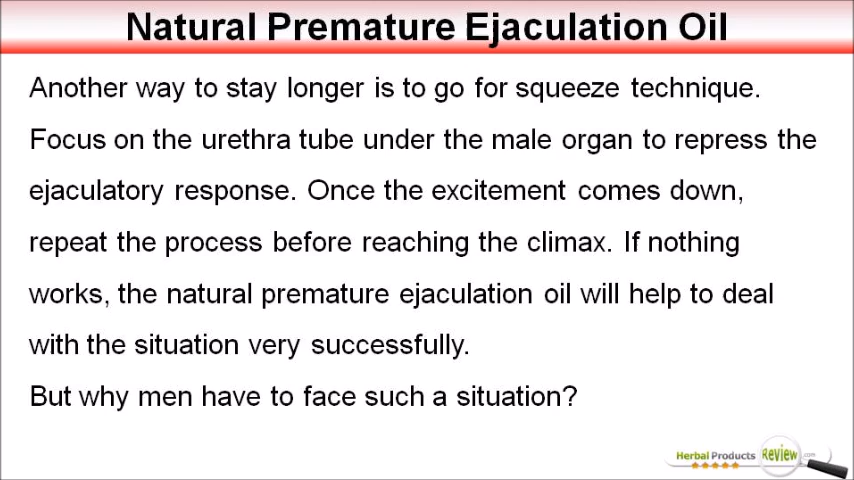 Natural Premature Ejaculation Oil
Another way to stay longer is to go for squeeze technique.
Focus on the urethra tube under the male organ to repress the
ejaculatory response. Once the excitement comes down,
repeat the process before reaching the climax. If nothing
works, the natural premature ejaculation oil will help to deal
with the situation very successfully.
But why men have to face such a situation?
Herbal Products Review.com